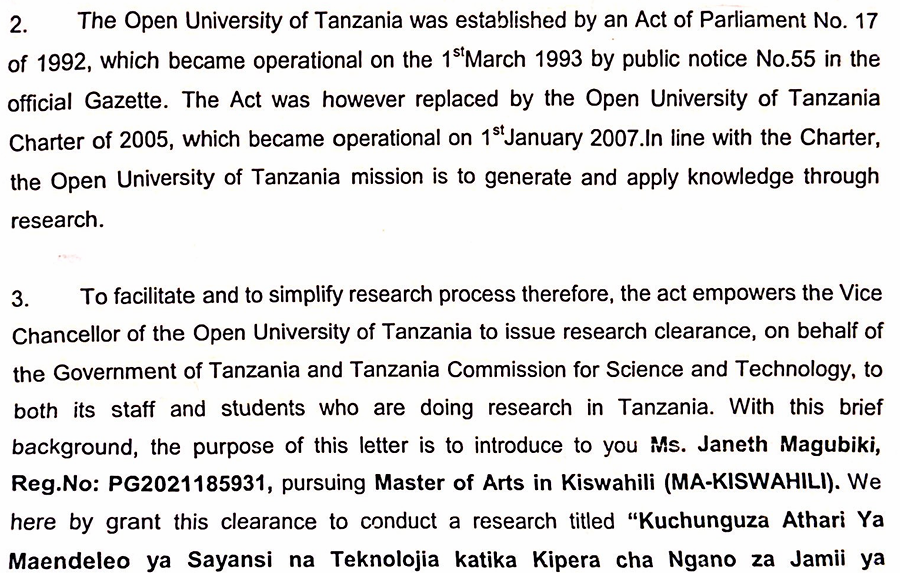 2. The Open University of Tanzania was established by an Act of Parliament No. 17
of 1992, which became operational on the 1stMarch 1993 by public notice No.55 in the
official Gazette. The Act was however replaced by the Open University of Tanzania
Charter of 2005, which became operational on 1stJanuary 2007.In line with the Charter,
the Open University of Tanzania mission is to generate and apply knowledge through
research.
3. To facilitate and to simplify research process therefore, the act empowers the Vice
Chancellor of the Open University of Tanzania to issue research clearance, on behalf of
the Government of Tanzania and Tanzania Commission for Science and Technology, to
both its staff and students who are doing research in Tanzania. With this brief
background, the purpose of this letter is to introduce to you Ms. Janeth Magubiki,
Reg.No: PG2021185931, pursuing Master of Arts in Kiswahili (MA-KISWAHILI). We
here by grant this clearance to conduct a research titled “Kuchunguza Athari Ya
Maendeleo ya Sayansi na Teknolojia katika Kipera cha Ngano za Jamii ya